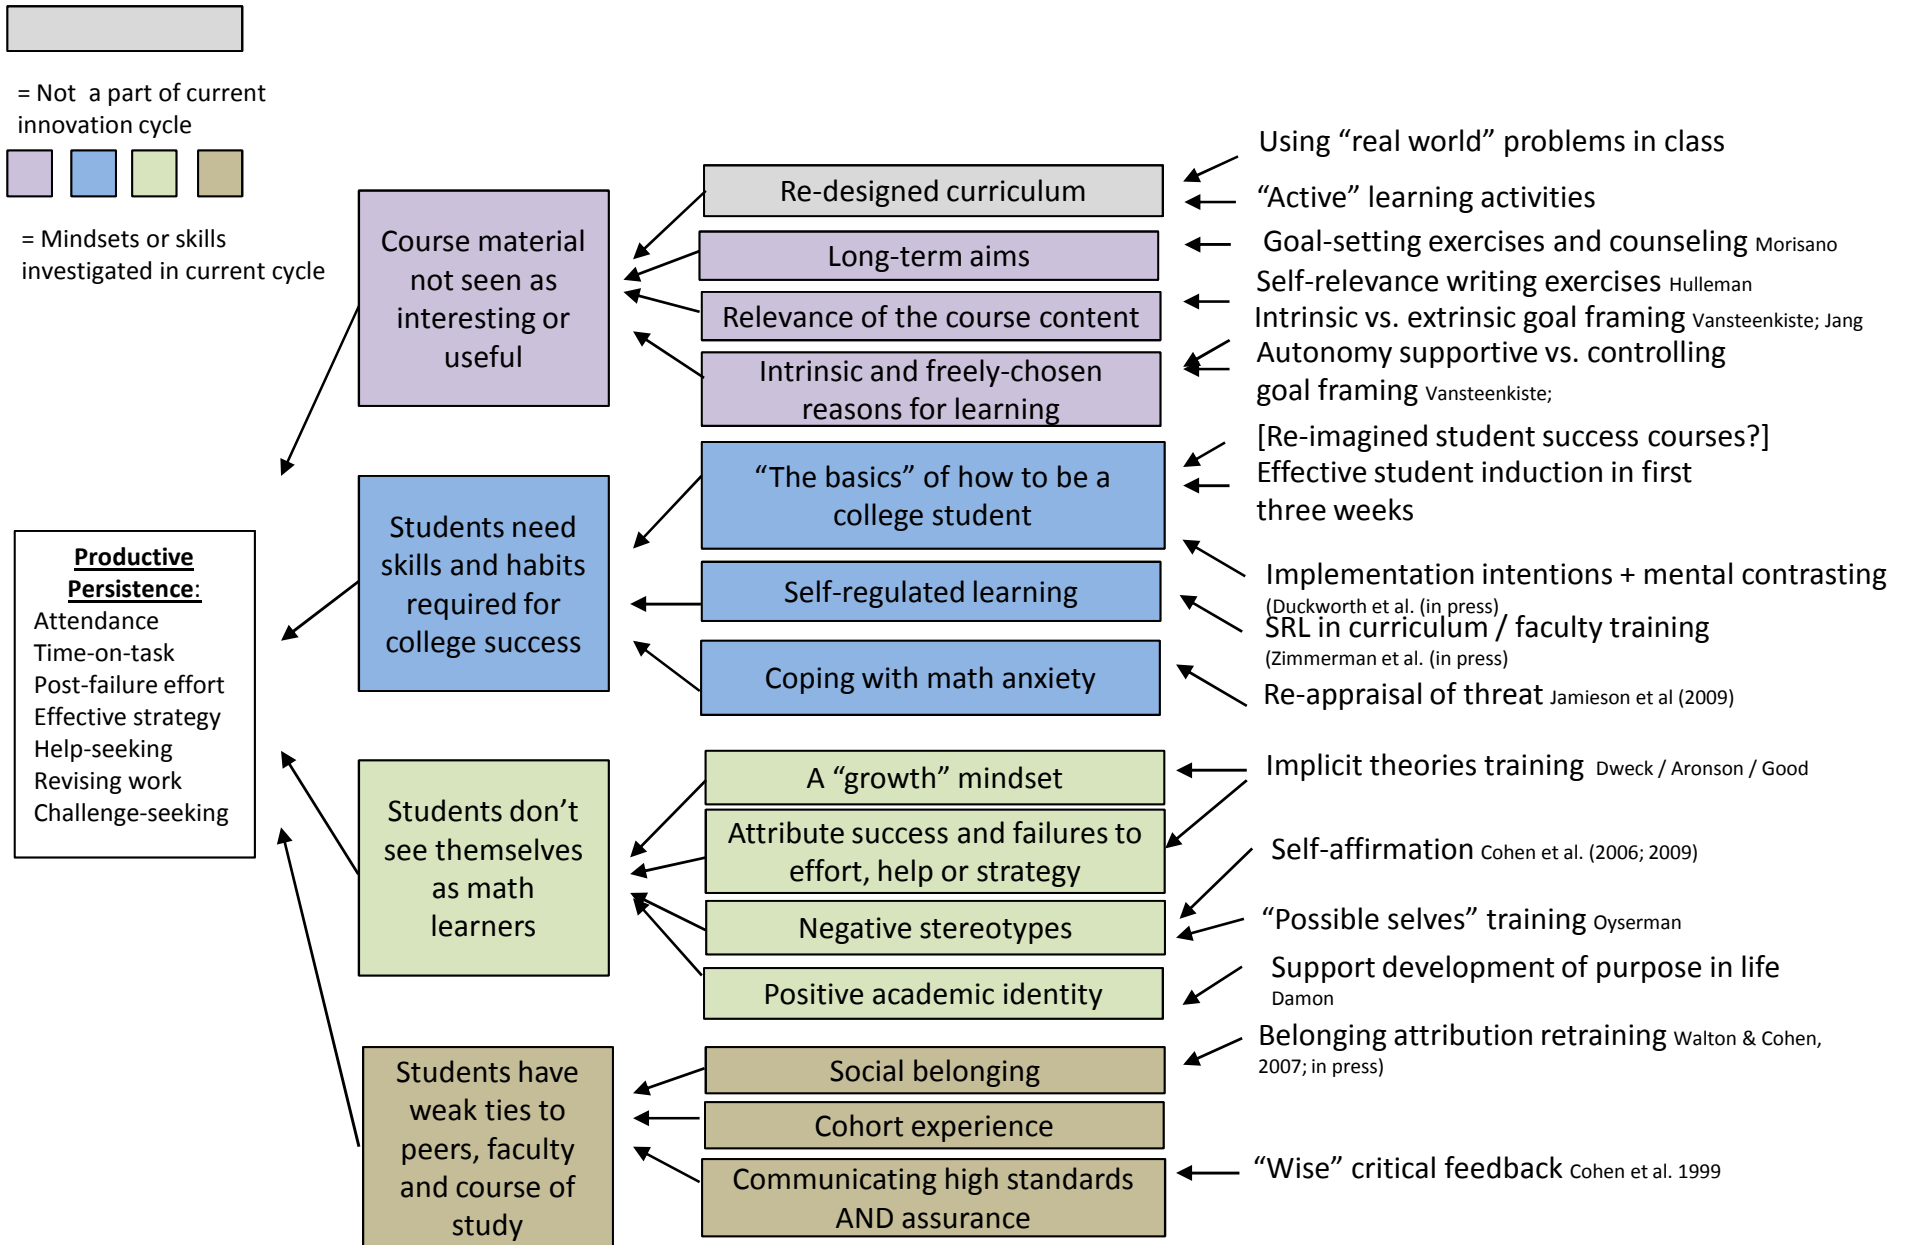 = Not a part of current
innovation cycle
= Mindsets or skills
investigated in current cycle
Productive
Persistence:
Attendance
Time-on-task
Post-failure effort
Effective strategy
Help-seeking
Revising work
Challenge-seeking
Course material
not seen as
interesting or
useful
Students need
skills and habits
required for
college success
Students don’t
see themselves
as math
learners
Students have
weak ties to
peers, faculty
and course of
study
Re-designed curriculum
Long-term aims
Relevance of the course content
Intrinsic and freely-chosen
reasons for learning
“The basics” of how to be a
college student
Self-regulated learning
Coping with math anxiety
A “growth” mindset
Attribute success and failures to
effort, help or strategy
Negative stereotypes
Positive academic identity
Social belonging
Cohort experience
Communicating high standards
AND assurance
Using “real world” problems in class
“Active” learning activities
Goal-setting exercises and counseling Morisano
Self-relevance writing exercises Hulleman
Intrinsic vs. extrinsic goal framing Vansteenkiste; Jang
Autonomy supportive vs. controlling
goal framing Vansteenkiste;
[Re-imagined student success courses?]
Effective student induction in first
three weeks
Implementation intentions + mental contrasting
(Duckworth et al. (in press)
SRL in curriculum / faculty training
(Zimmerman et al. (in press)
Re-appraisal of threat Jamieson et al (2009)
Implicit theories training Dweck / Aronson / Good
Self-affirmation Cohen et al. (2006; 2009)
“Possible selves” training Oyserman
Support development of purpose in life
Damon
Belonging attribution retraining Walton & Cohen,
2007; in press)
“Wise” critical feedback Cohen et al. 1999